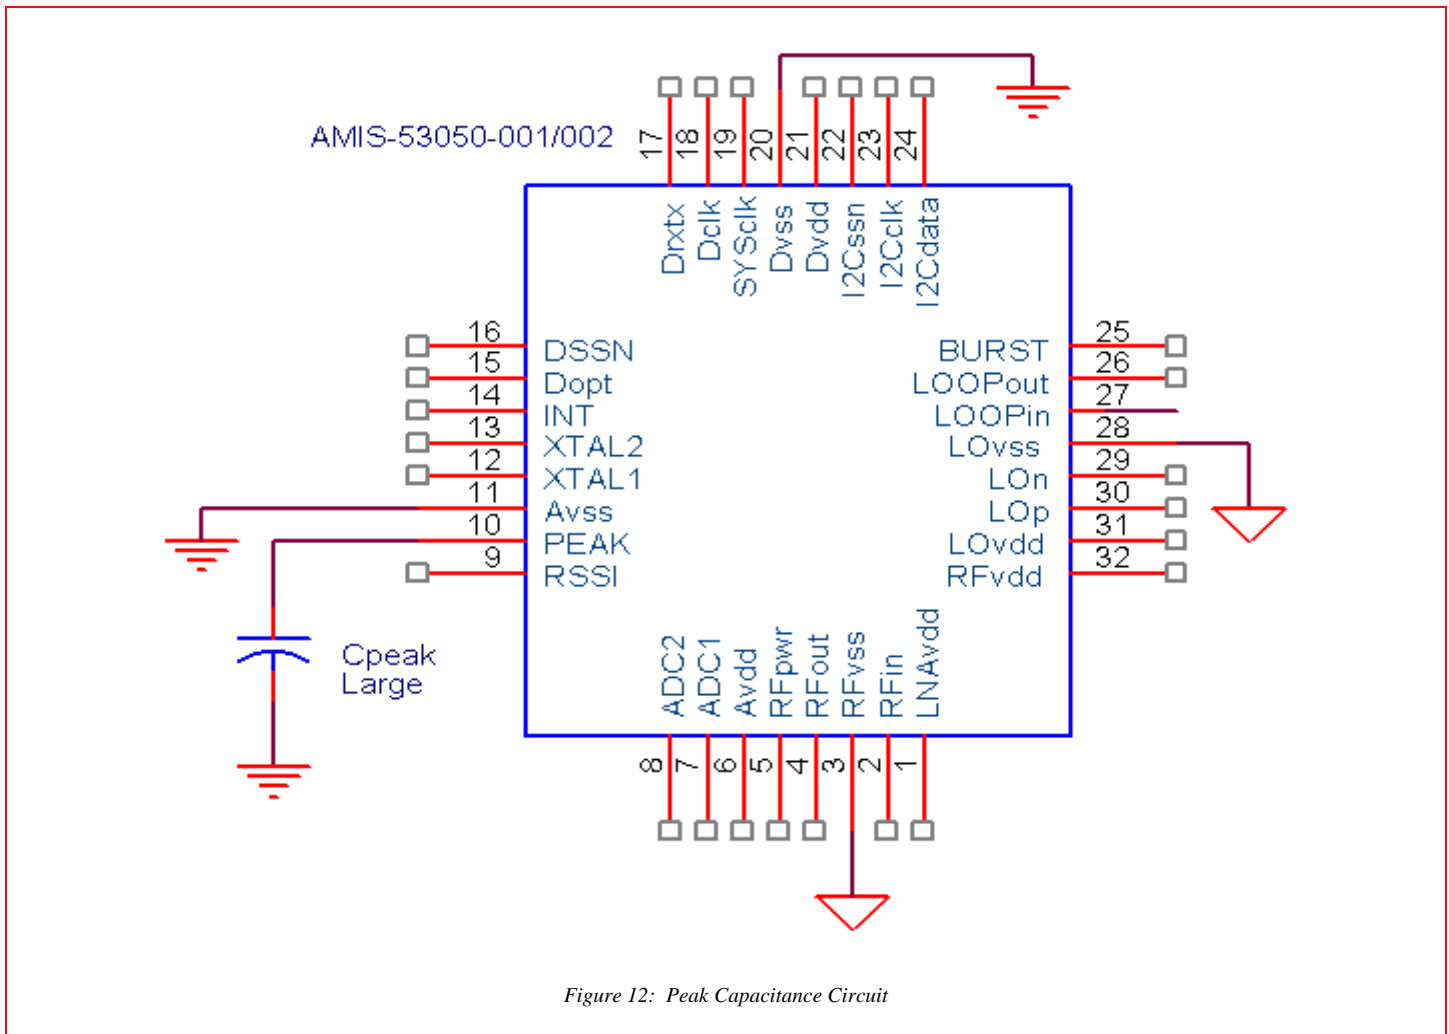 AMIS-53050-001/002
17
18
19
20
21
22
23
24
Drxtx
Dclk
SYSclk
Dvss
Dvdd
I2Cssn
I2Cclk
I2Cdata
16
DSSN
15
Dopt
14
INT
13
XTAL2
12
XTAL1
11
Avss
10
PEAK
9
RSSI
25
BURST
26
LOOPout
27
LOOPin
28
LOvss
29
LOn
30
LOp
31
LOvdd
32
RFvdd
Cpeak
Large
ADC2
ADC1
Avdd
RFpwr
RFout
RFvss
RFin
LNAvdd
8
7
6
5
4
3
2
1
Figure 12: Peak Capacitance Circuit